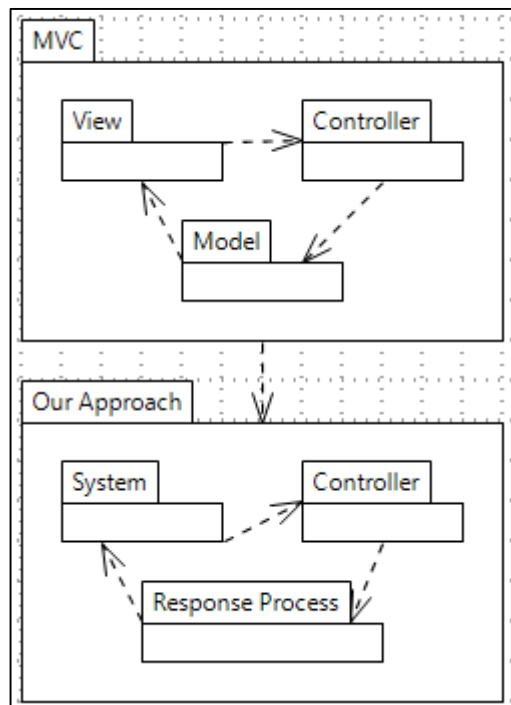 MVC
View
Controller
Model
Our Approach
System
Controller
Response Process